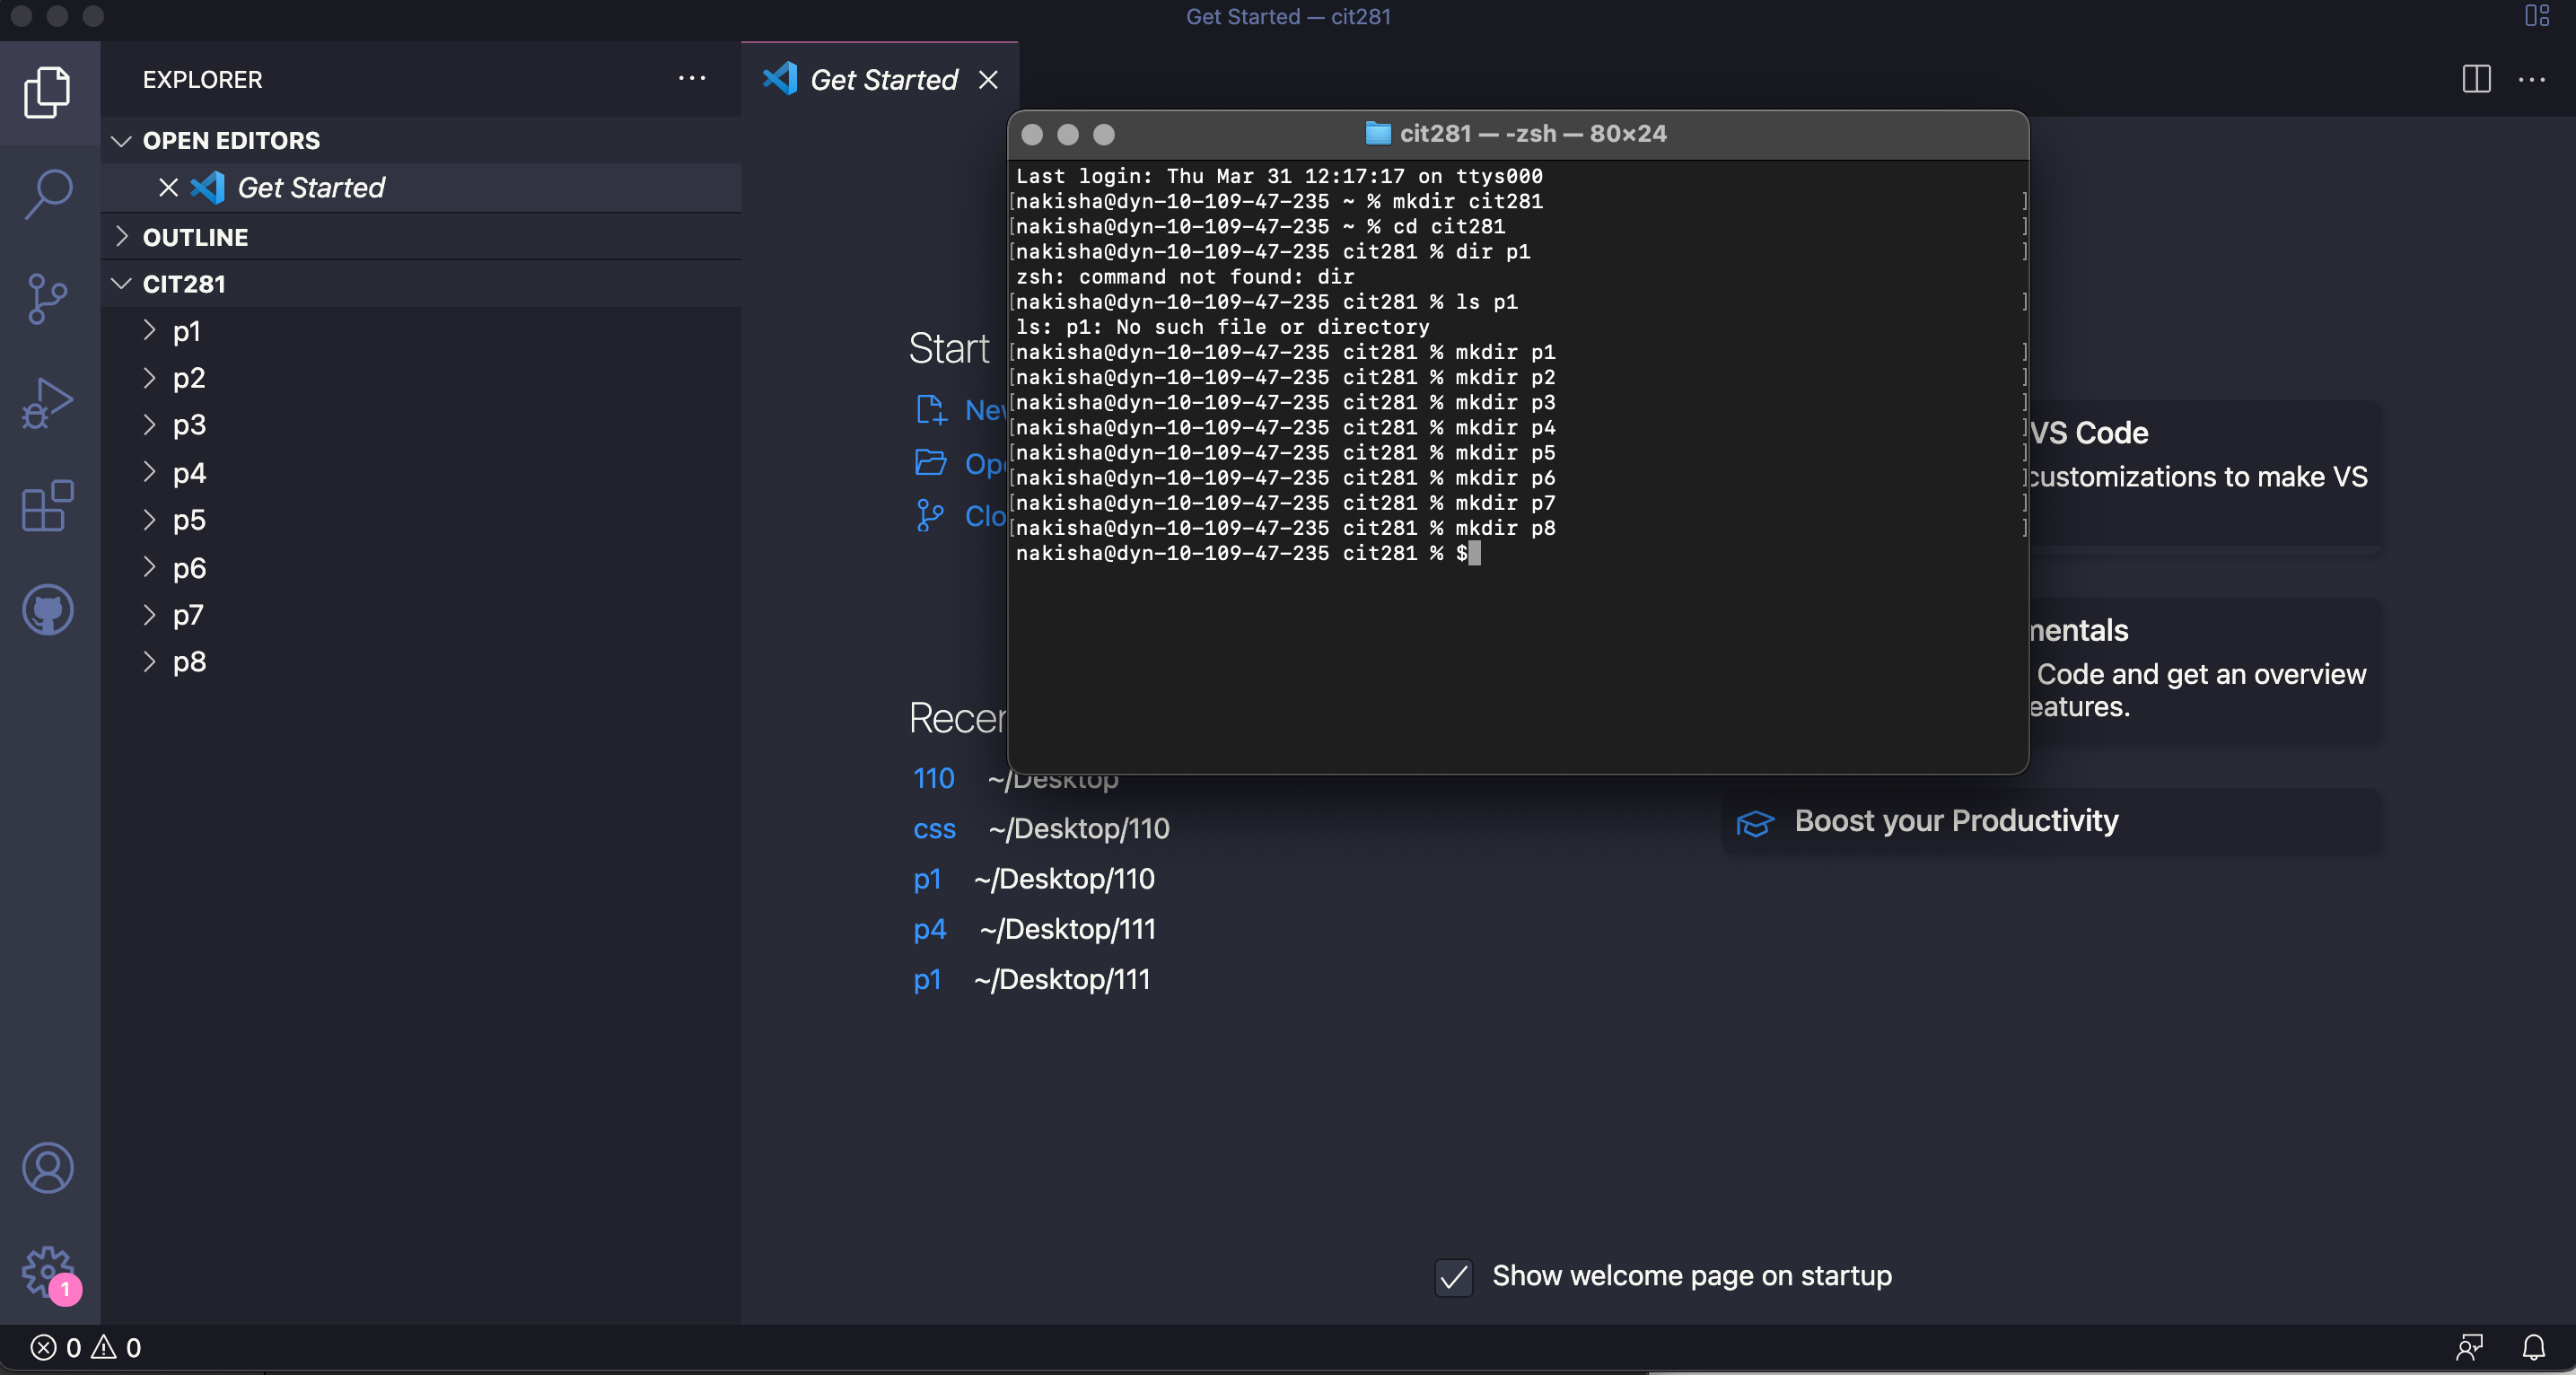 Get Started — cit281
EXPLORER
OPEN EDITORS
Get Started
OUTLINE
CIT281
p1
p2
p3
p4
p5
p6
p7
p8
Get Started
cit281 — -zsh — 80×24
Last login: Thu Mar 31 12:17:17 on ttys000
[nakisha@dyn-10-109-47-235 ~ % mkdir cit281 ]
[nakisha@dyn-10-109-47-235 ~ % cd cit281 ]
[nakisha@dyn-10-109-47-235 cit281 % dir p1 ]
zsh: command not found: dir
[nakisha@dyn-10-109-47-235 cit281 % ls p1 ]
ls: p1: No such file or directory
[nakisha@dyn-10-109-47-235 cit281 % mkdir p1 ]
[nakisha@dyn-10-109-47-235 cit281 % mkdir p2 ]
[nakisha@dyn-10-109-47-235 cit281 % mkdir p3 ]
[nakisha@dyn-10-109-47-235 cit281 % mkdir p4 ]
[nakisha@dyn-10-109-47-235 cit281 % mkdir p5 ]
[nakisha@dyn-10-109-47-235 cit281 % mkdir p6 ]
[nakisha@dyn-10-109-47-235 cit281 % mkdir p7 ]
[nakisha@dyn-10-109-47-235 cit281 % mkdir p8 ]
nakisha@dyn-10-109-47-235 cit281 % $
Start
110 ~/Desktop
css ~/Desktop/110
p1 ~/Desktop/110
p4 ~/Desktop/111
p1 ~/Desktop/111
VS Code
customizations to make VS
Code and get an overview
Boost your Productivity
Show welcome page on startup
1
0 0